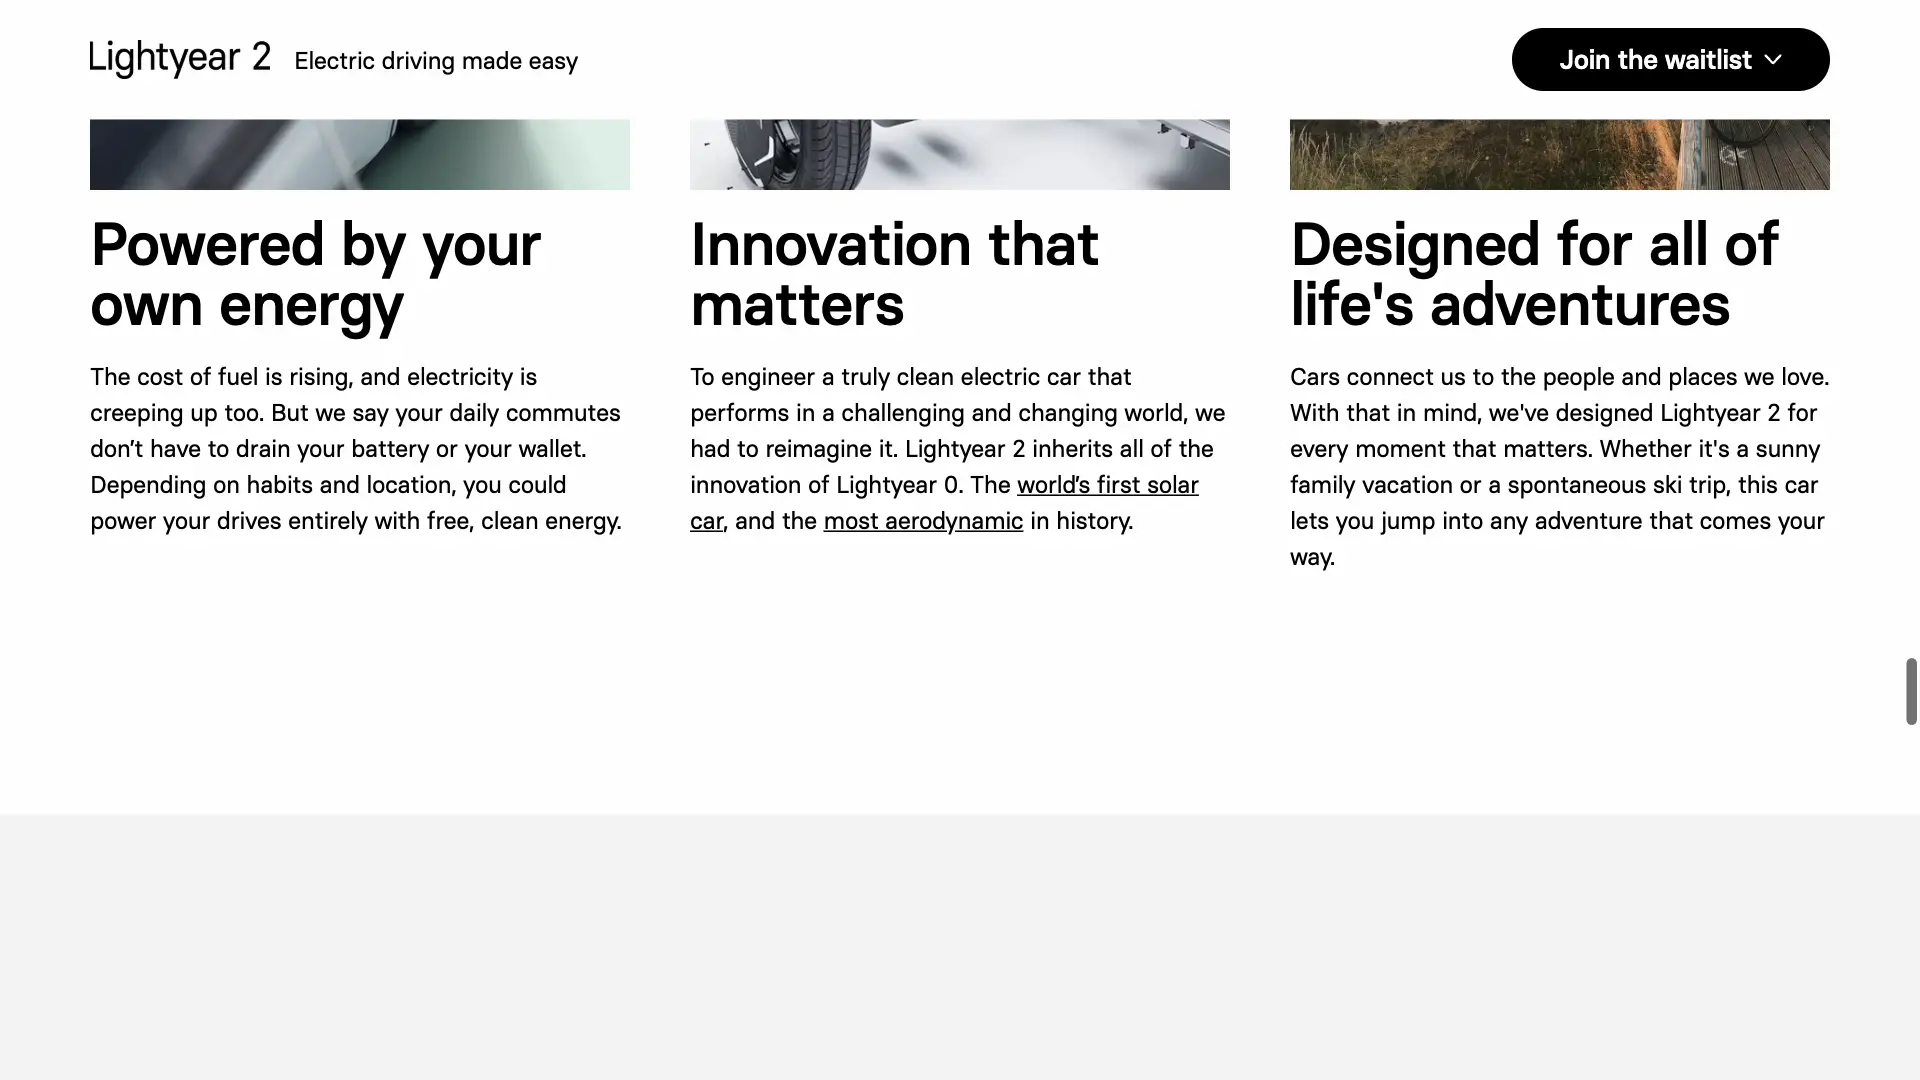 Lightyear 2 Electric driving made easy
Join the waitlist
Powered by your
own energy
The cost of fuel is rising, and electricity is
creeping up too. But we say your daily commutes
don’t have to drain your battery or your wallet.
Depending on habits and location, you could
power your drives entirely with free, clean energy.
Innovation that
matters
To engineer a truly clean electric car that
performs in a challenging and changing world, we
had to reimagine it. Lightyear 2 inherits all of the
innovation of Lightyear 0. The world’s first solar
car, and the most aerodynamic in history.
Designed for all of
life's adventures
Cars connect us to the people and places we love.
With that in mind, we've designed Lightyear 2 for
every moment that matters. Whether it's a sunny
family vacation or a spontaneous ski trip, this car
lets you jump into any adventure that comes your
way.